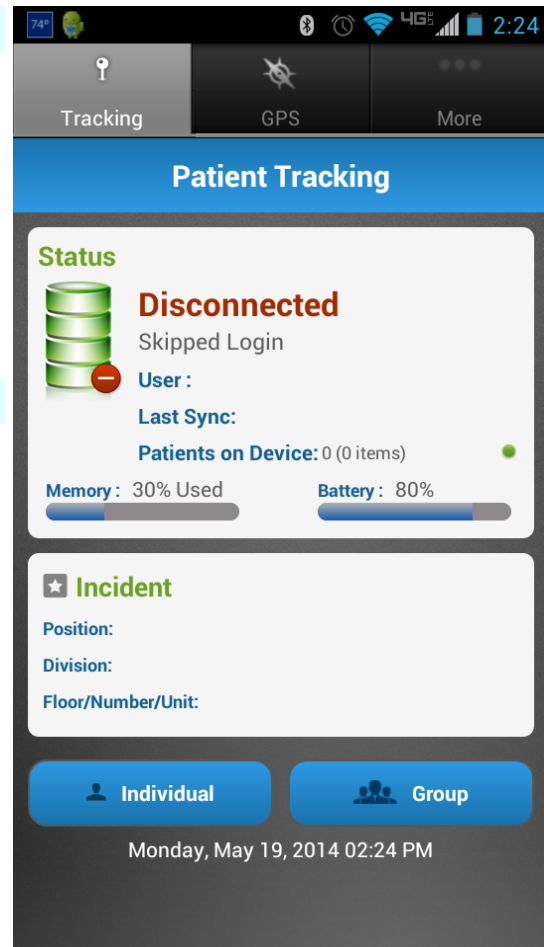 74° 4G 2:24
Tracking GPS More
Patient Tracking
Status
Disconnected
Skipped Login
User :
Last Sync:
Patients on Device: 0 (0 items)
Memory : 30% Used Battery : 80%
Incident
Position:
Division:
Floor/Number/Unit:
Individual Group
Monday, May 19, 2014 02:24 PM